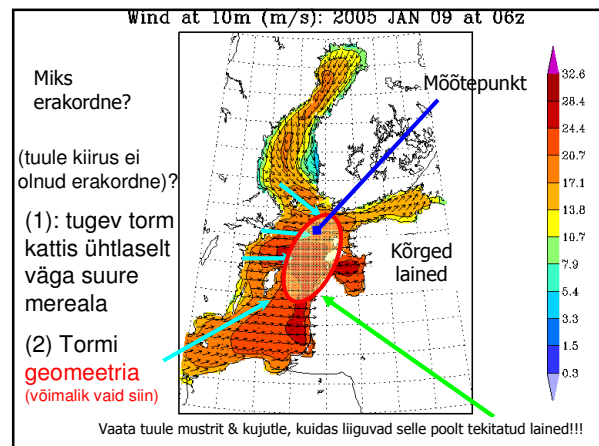 Wind at 10m (m/s): 2005 JAN 09 at 06z
Miks
erakordne?
(tuule kiirus ei
olnud erakordne)?
(1): tugev torm
kattis ühtlaselt
väga suure
mereala
(2) Tormi
geomeetria
(võimalik vaid siin)
Mõõtepunkt
Kõrged
lained
32.6
28.4
24.4
20.7
17.1
13.8
10.7
7.9
5.4
3.3
1.5
0.3
Vaata tuule mustrit & kujutle, kuidas liiguvad selle poolt tekitatud lained!!!